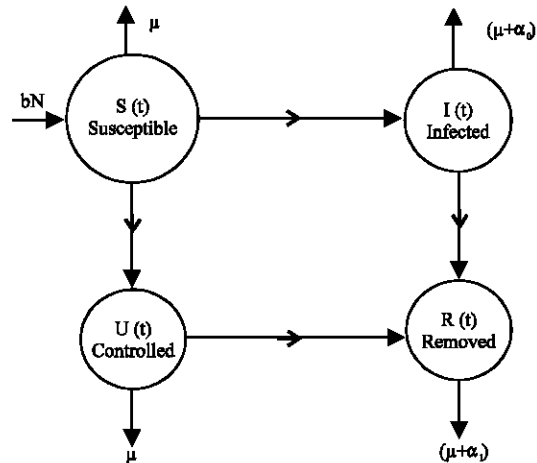 μ
(μ+α₀)
bN
S (t)
Susceptible
I (t)
Infected
U (t)
Controlled
R (t)
Removed
μ
(μ+α₁)